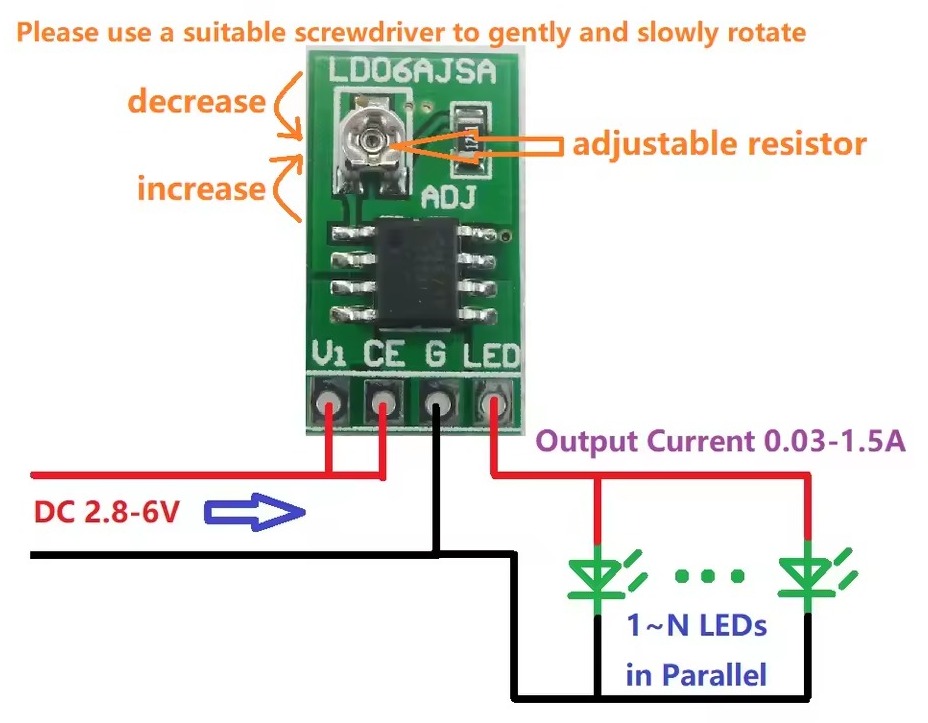 Please use a suitable screwdriver to gently and slowly rotate
LD06AJSA
decrease
adjustable resistor
increase
ADJ
V1 CE G LED
Output Current 0.03-1.5A
DC 2.8-6V
1~N LEDs
in Parallel